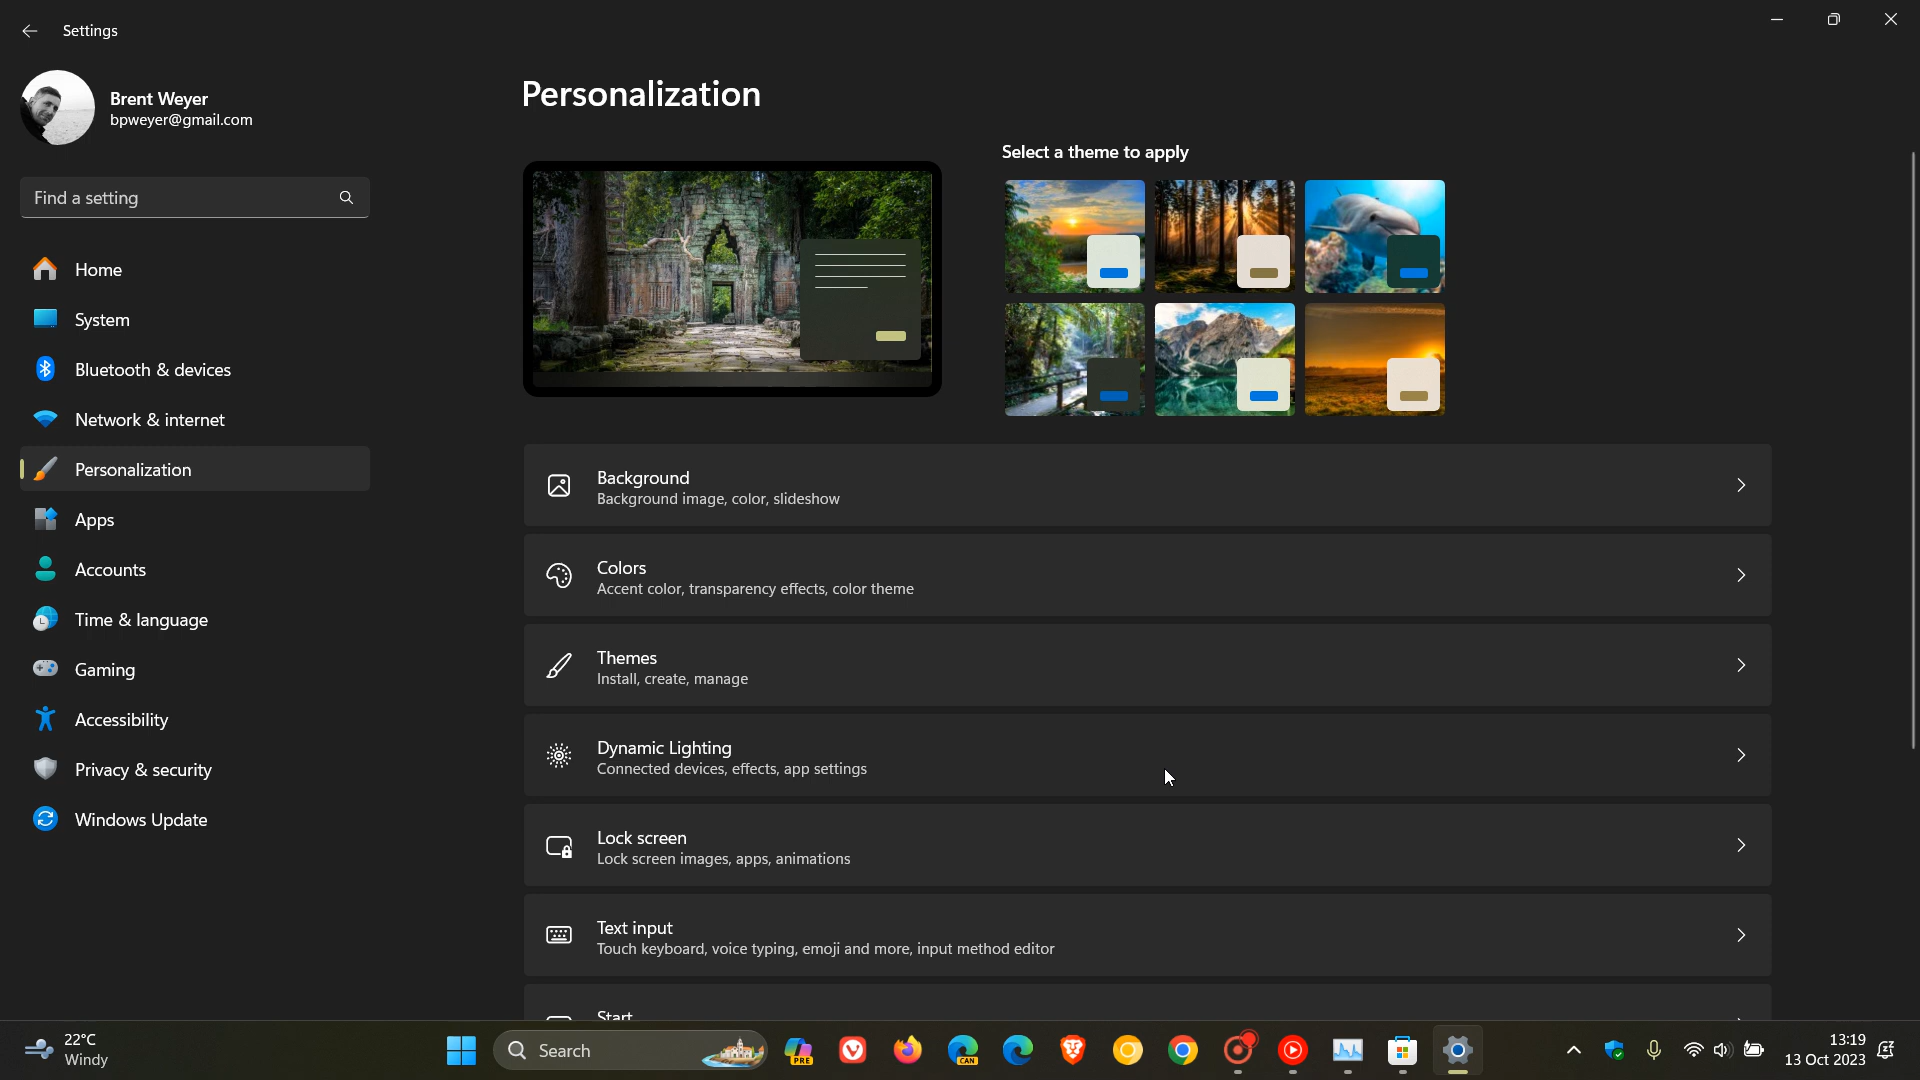 Settings
Brent Weyer
bpweyer@gmail.com
Find a setting
Home
System
Bluetooth & devices
Network & internet
Personalization
Apps
Accounts
Time & language
Gaming
Accessibility
Privacy & security
Windows Update
Personalization
Select a theme to apply
Background
Background image, color, slideshow
Colors
Accent color, transparency effects, color theme
Themes
Install, create, manage
Dynamic Lighting
Connected devices, effects, app settings
Lock screen
Lock screen images, apps, animations
Text input
Touch keyboard, voice typing, emoji and more, input method editor
Start
22°C
Windy
Search
PRE
CAN
13:19
13 Oct 2023